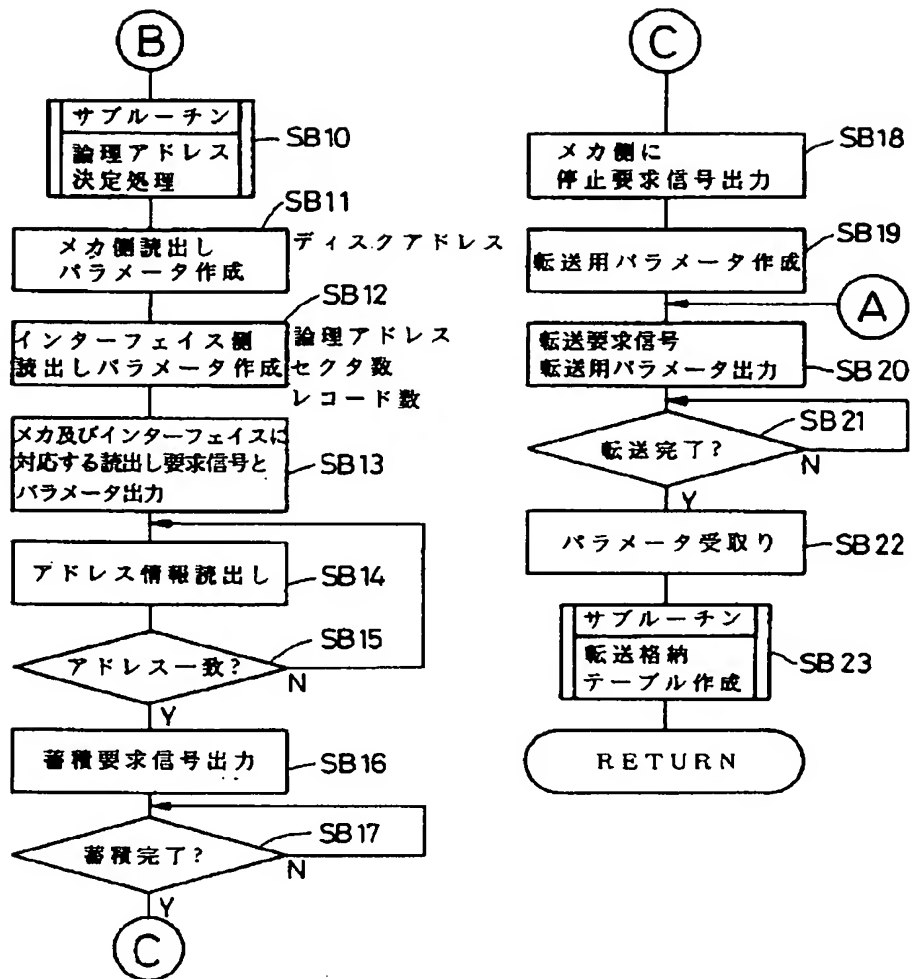 B
サブルーチン
論理アドレス
決定処理
SB10
SB11
メカ側読出し
パラメータ作成
ディスクアドレス
SB12
インターフェイス側
読出しパラメータ作成
論理アドレス
セクタ数
レコード数
メカ及びインターフェイスに
対応する読出し要求信号と
パラメータ出力
SB13
アドレス情報読出し
SB14
アドレス一致?
SB15
N
Y
蓄積要求信号出力
SB16
蓄積完了?
SB17
N
Y
C
C
メカ側に
停止要求信号出力
SB18
転送用パラメータ作成
SB19
A
転送要求信号
転送用パラメータ出力
SB20
転送完了?
SB21
N
Y
パラメータ受取り
SB22
サブルーチン
転送格納
テーブル作成
SB23
RETURN